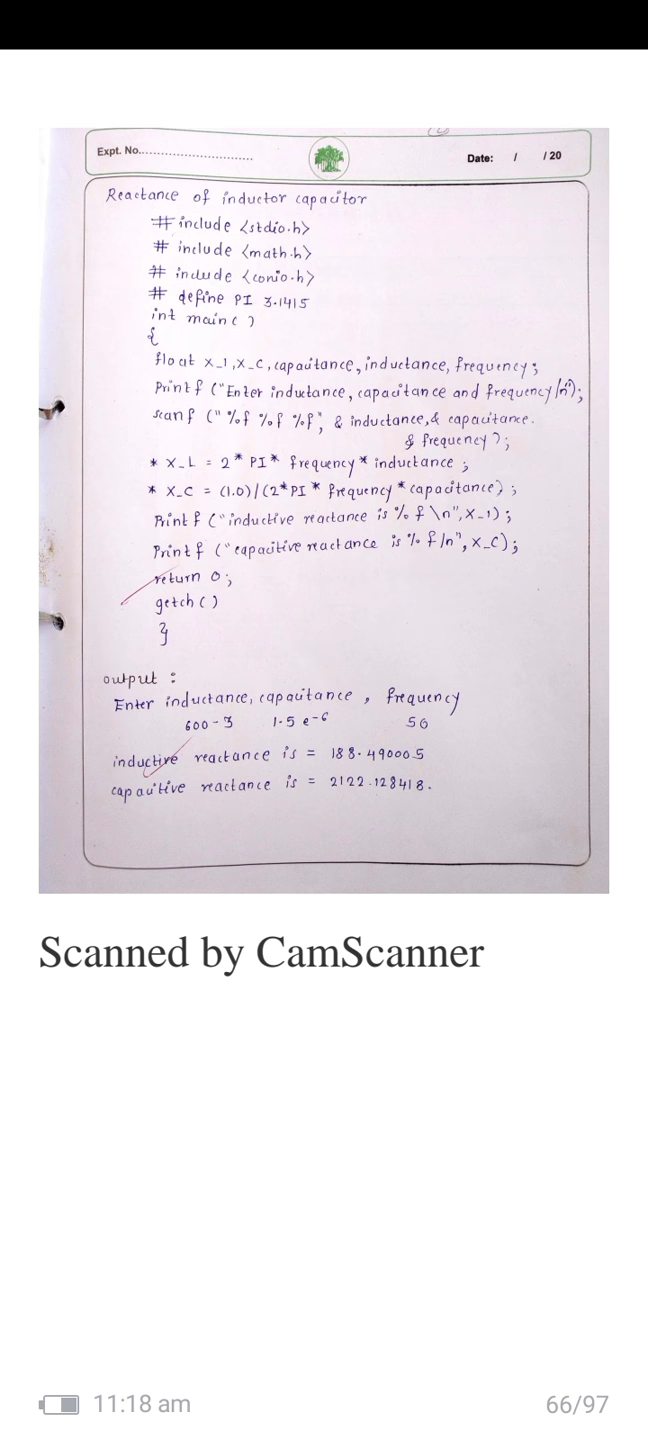 Expt. No..............................
Date:    /    / 20
Reactance of inductor capacitor
# include <stdio.h>
# include <math.h>
# include <conio.h>
# define PI 3.1415
int main( )
{
float x_1,x_c,capacitance,inductance,frequency;
Printf ("Enter inductance, capacitance and frequency/n");
scanf ("%f %f %f", & inductance,& capacitance.
& frequency);
* X_L = 2* PI* frequency* inductance ;
* X_C = (1.0)/(2*PI* frequency*capacitance);
Printf ("inductive reactance is % f \n",x_1);
Printf ("capacitive reactance is % f/n", x_c);
return 0;
getch ( )
}
output :
Enter inductance, capacitance , frequency
600-3    1.5 e-6    50
inductive reactance is = 188.490005
capacitive reactance is = 2122.128418.
Scanned by CamScanner
11:18 am
66/97